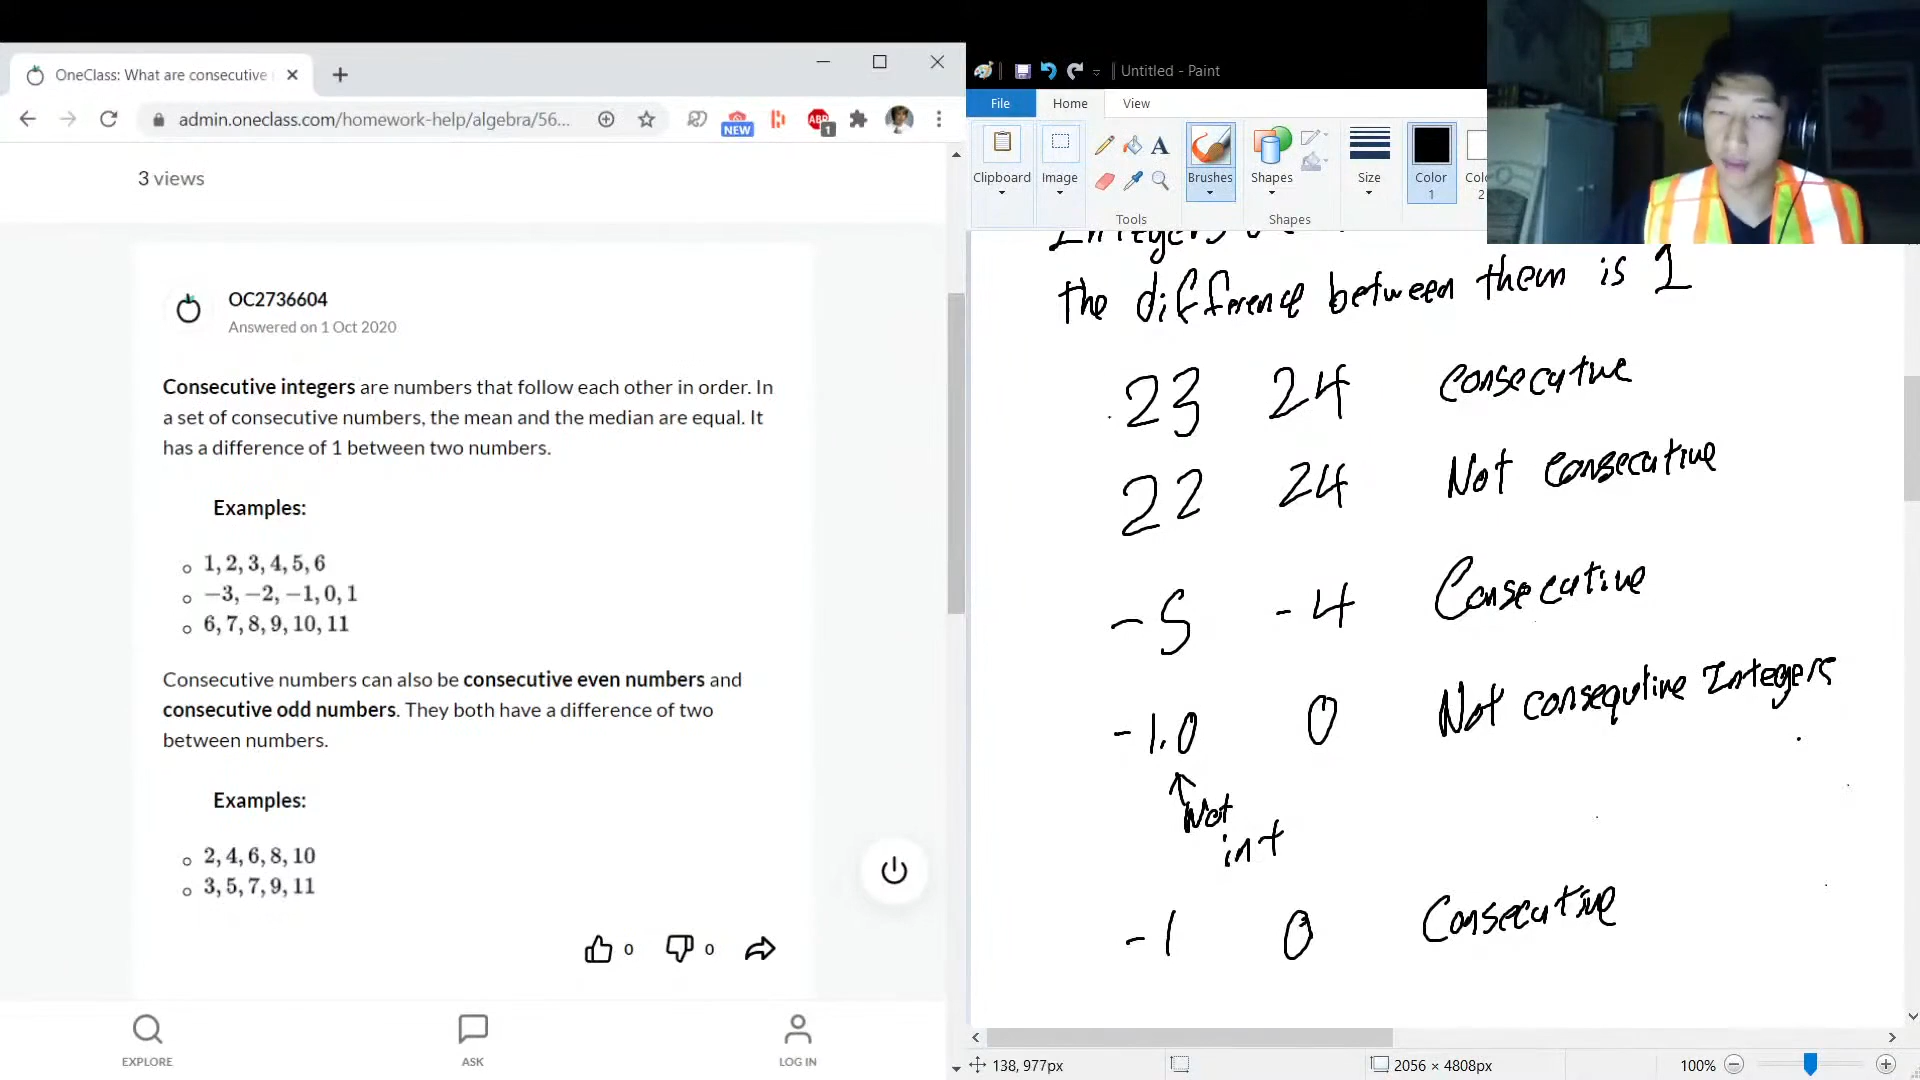 OneClass: What are consecutive
admin.oneclass.com/homework-help/algebra/56...
NEW
ABP
1
3 views
OC2736604
Answered on 1 Oct 2020
Consecutive integers are numbers that follow each other in order. In
a set of consecutive numbers, the mean and the median are equal. It
has a difference of 1 between two numbers.
Examples:
1, 2, 3, 4, 5, 6
−3, −2, −1, 0, 1
6, 7, 8, 9, 10, 11
Consecutive numbers can also be consecutive even numbers and
consecutive odd numbers. They both have a difference of two
between numbers.
Examples:
2, 4, 6, 8, 10
3, 5, 7, 9, 11
0 0
EXPLORE ASK LOG IN
Untitled - Paint
File Home View
Clipboard Image Brushes Shapes Size Color
1
2
Tools Shapes
Integers
the difference between them is 1
23 24 consecutive
22 24 Not consecutive
-5 -4 Consecutive
-1.0 0 Not consequtive Integers
Not
int
-1 0 Consecutive
138, 977px 2056 × 4808px 100%